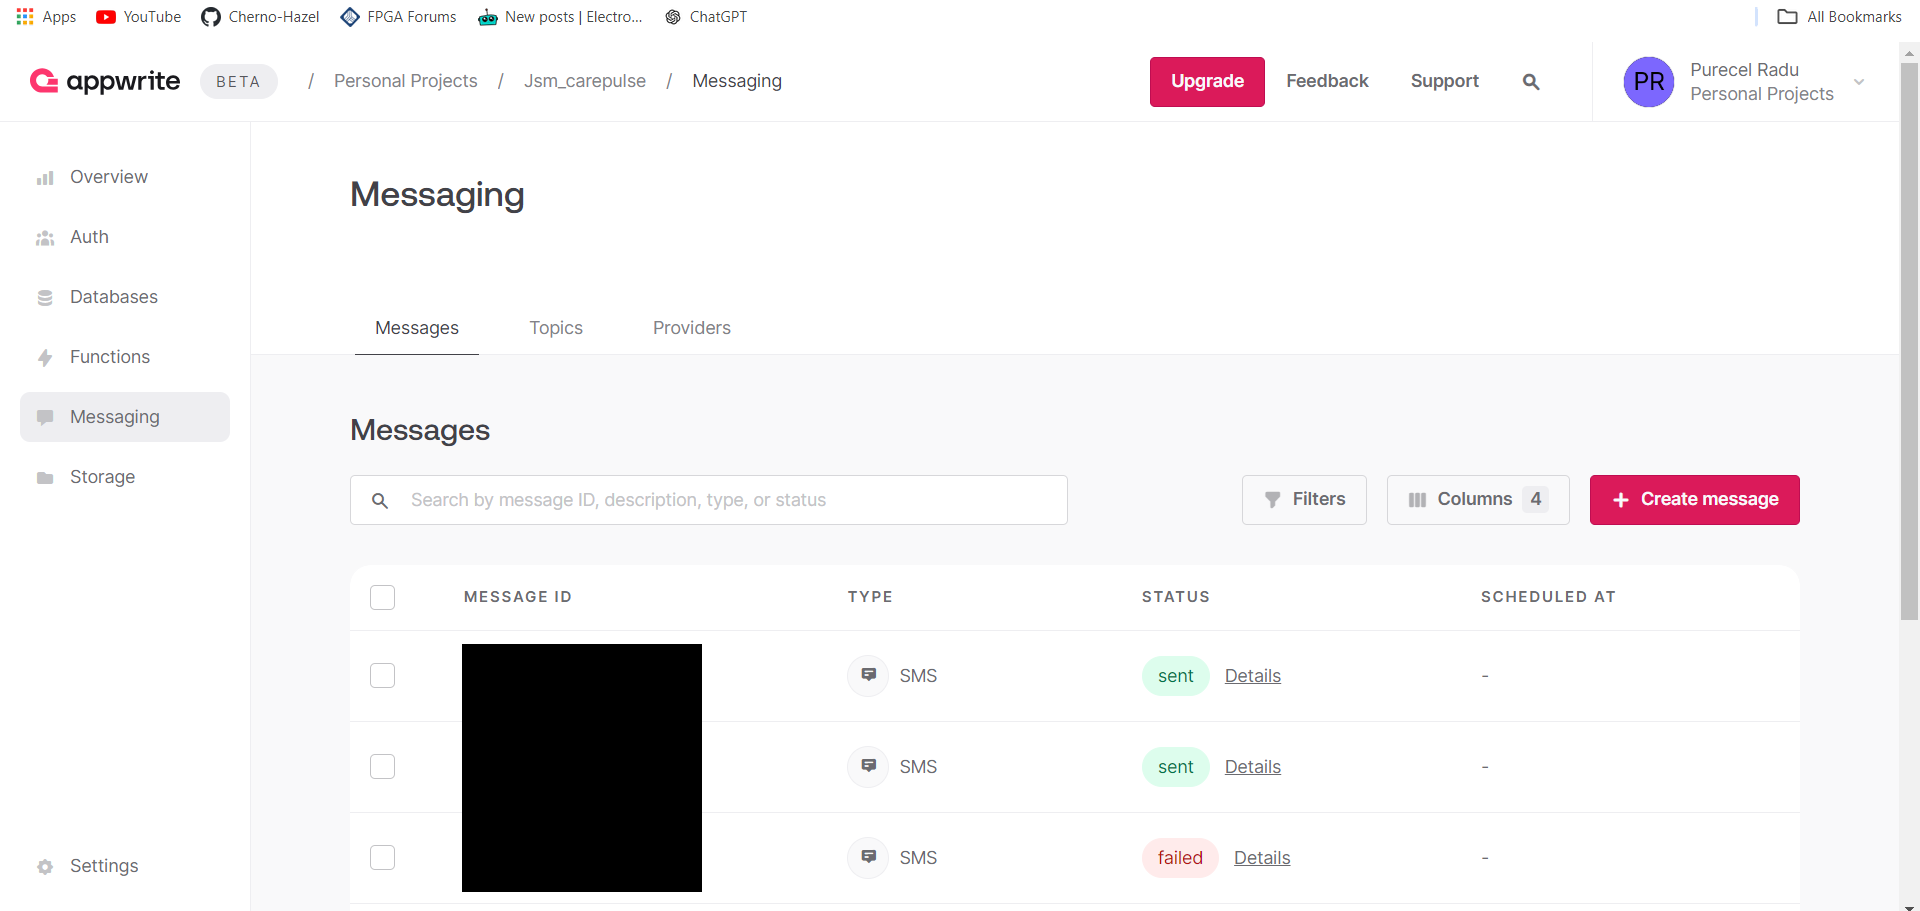 Apps YouTube Cherno-Hazel FPGA Forums New posts | Electro... ChatGPT All Bookmarks
appwrite BETA / Personal Projects / Jsm_carepulse / Messaging Upgrade Feedback Support PR Purecel Radu
Personal Projects
Overview
Auth
Databases
Functions
Messaging
Storage
Settings
Messaging
Messages Topics Providers
Messages
Search by message ID, description, type, or status Filters Columns 4 + Create message
MESSAGE ID TYPE STATUS SCHEDULED AT
SMS sent Details -
SMS sent Details -
SMS failed Details -